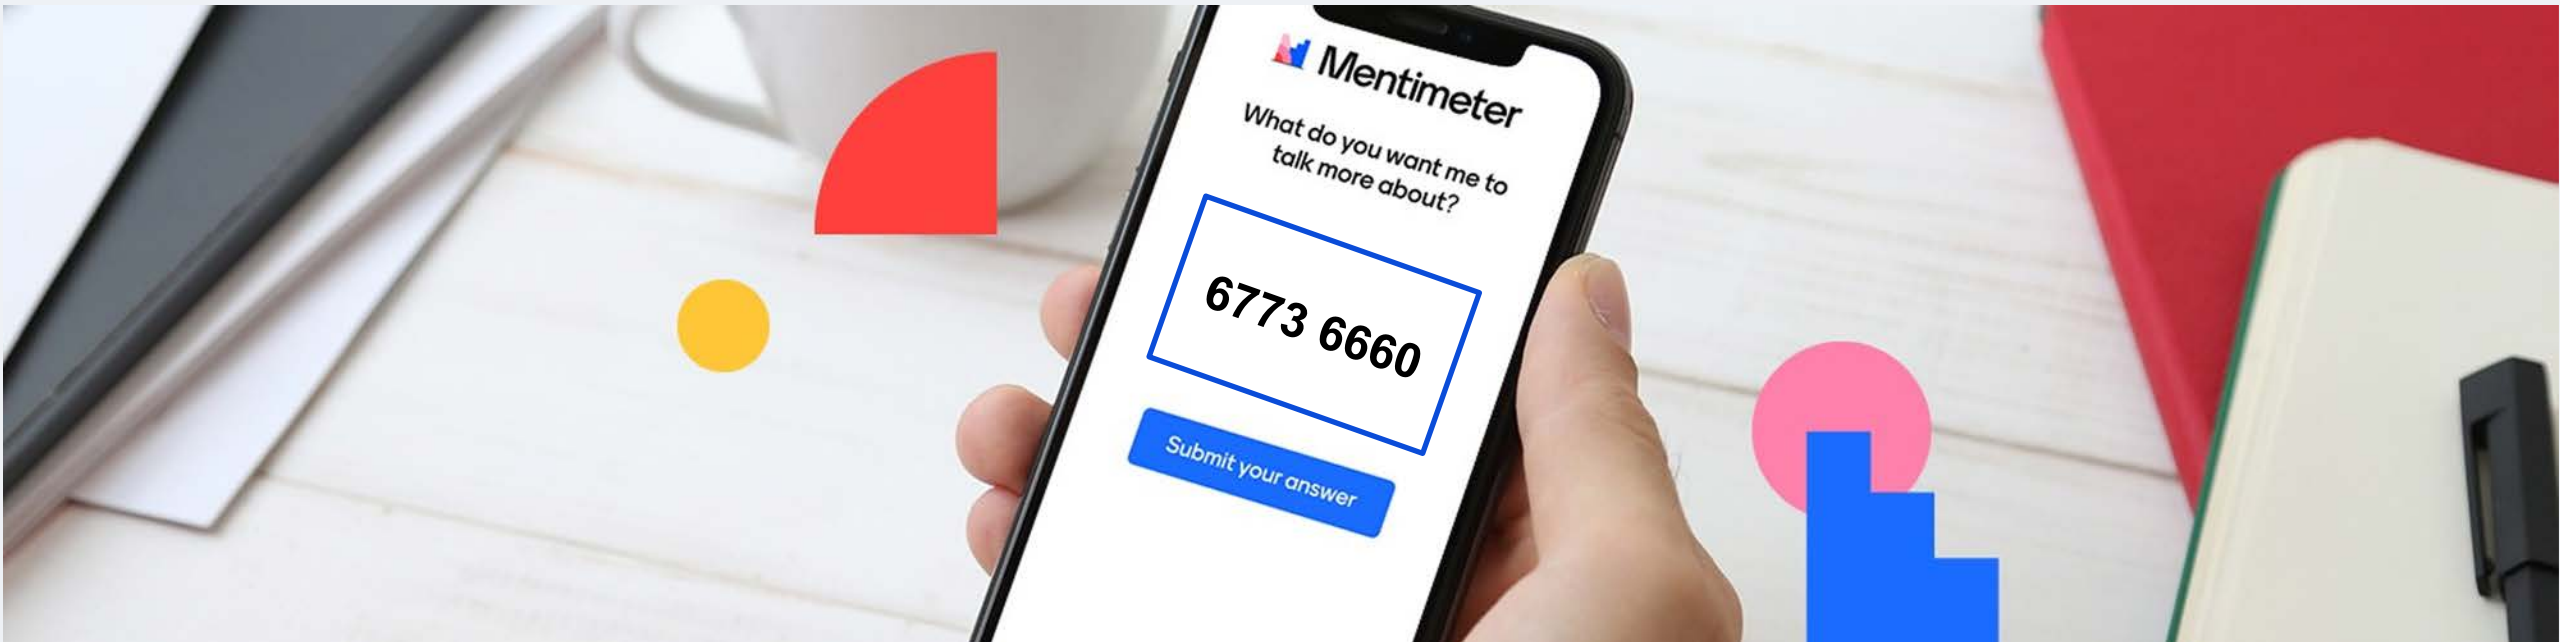 Mentimeter
What do you want me to
talk more about?
6773 6660
Submit your answer